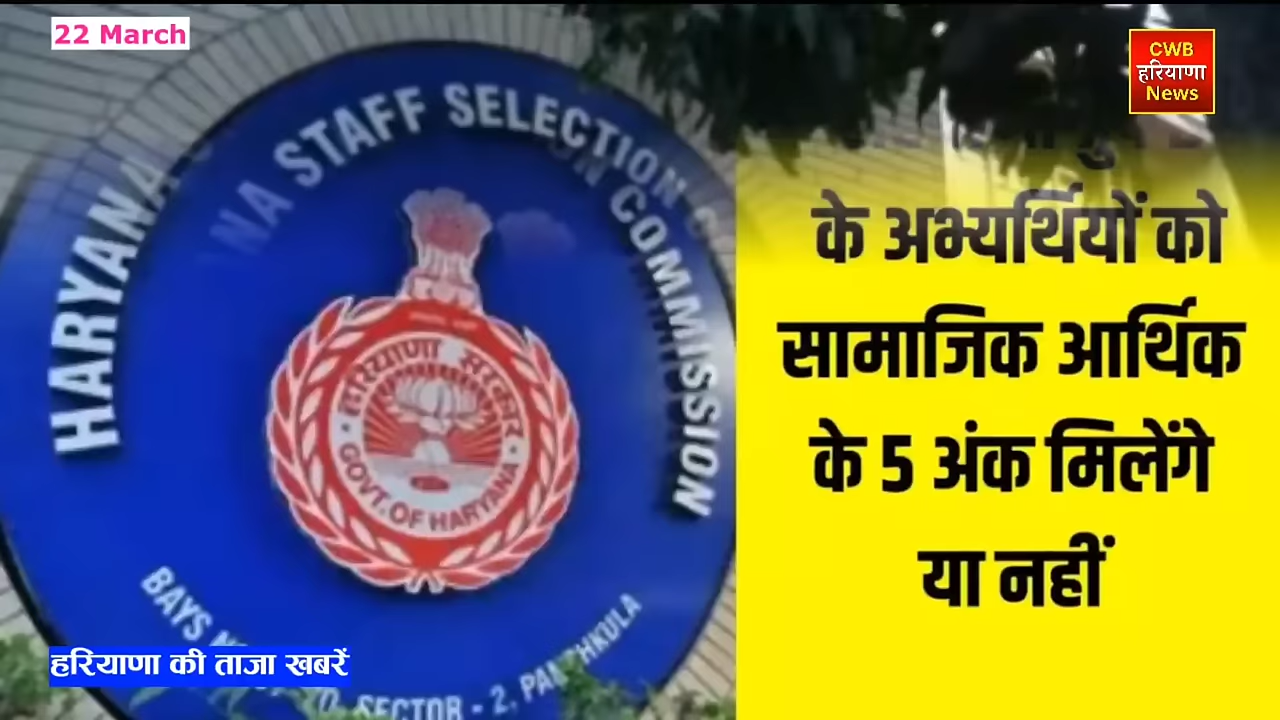 22 March
CWB
हरियाणा
News
HARYANA STAFF SELECTION COMMISSION
हरियाणा सरकार
GOVT. OF HARYANA
BAYS
SECTOR - 2, PANCHKULA
के अभ्यर्थियों को
सामाजिक आर्थिक
के 5 अंक मिलेंगे
या नहीं
हरियाणा की ताजा खबरें